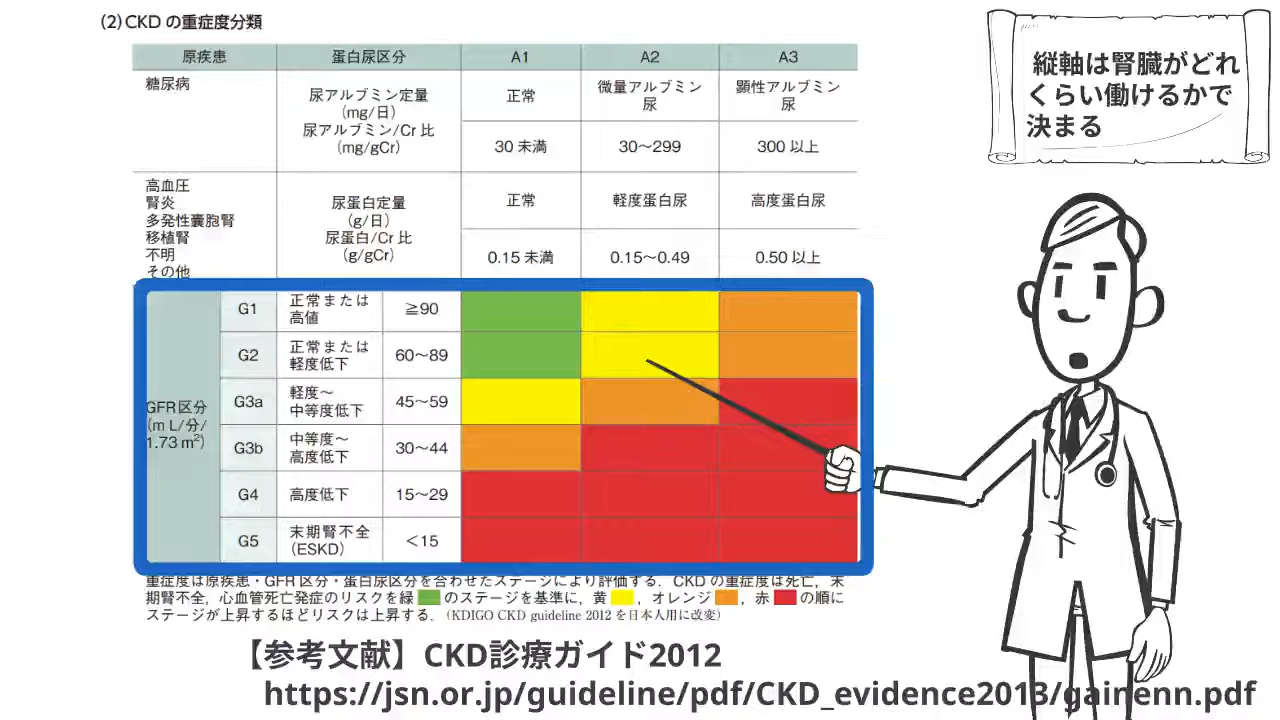 (2) CKD の重症度分類
原疾患 蛋白尿区分 A1 A2 A3
糖尿病
尿アルブミン定量
(mg/日)
尿アルブミン/Cr 比
(mg/gCr)
正常
微量アルブミン
尿
顕性アルブミン
尿
30 未満 30〜299 300 以上
高血圧
腎炎
多発性嚢胞腎
移植腎
不明
その他
尿蛋白定量
(g/日)
尿蛋白/Cr 比
(g/gCr)
正常 軽度蛋白尿 高度蛋白尿
0.15 未満 0.15〜0.49 0.50 以上
GFR区分
(mL/分/
1.73 m²)
G1 正常または
高値
≧90
G2 正常または
軽度低下
60〜89
G3a 軽度〜
中等度低下
45〜59
G3b 中等度〜
高度低下
30〜44
G4 高度低下 15〜29
G5 末期腎不全
(ESKD)
<15
重症度は原疾患・GFR 区分・蛋白尿区分を合わせたステージにより評価する. CKD の重症度は死亡, 末
期腎不全, 心血管死亡発症のリスクを緑 のステージを基準に, 黄 , オレンジ , 赤 の順に
ステージが上昇するほどリスクは上昇する. (KDIGO CKD guideline 2012 を日本人用に改変)
縦軸は腎臓がどれ
くらい働けるかで
決まる
【参考文献】CKD診療ガイド2012
https://jsn.or.jp/guideline/pdf/CKD_evidence2013/gainenn.pdf